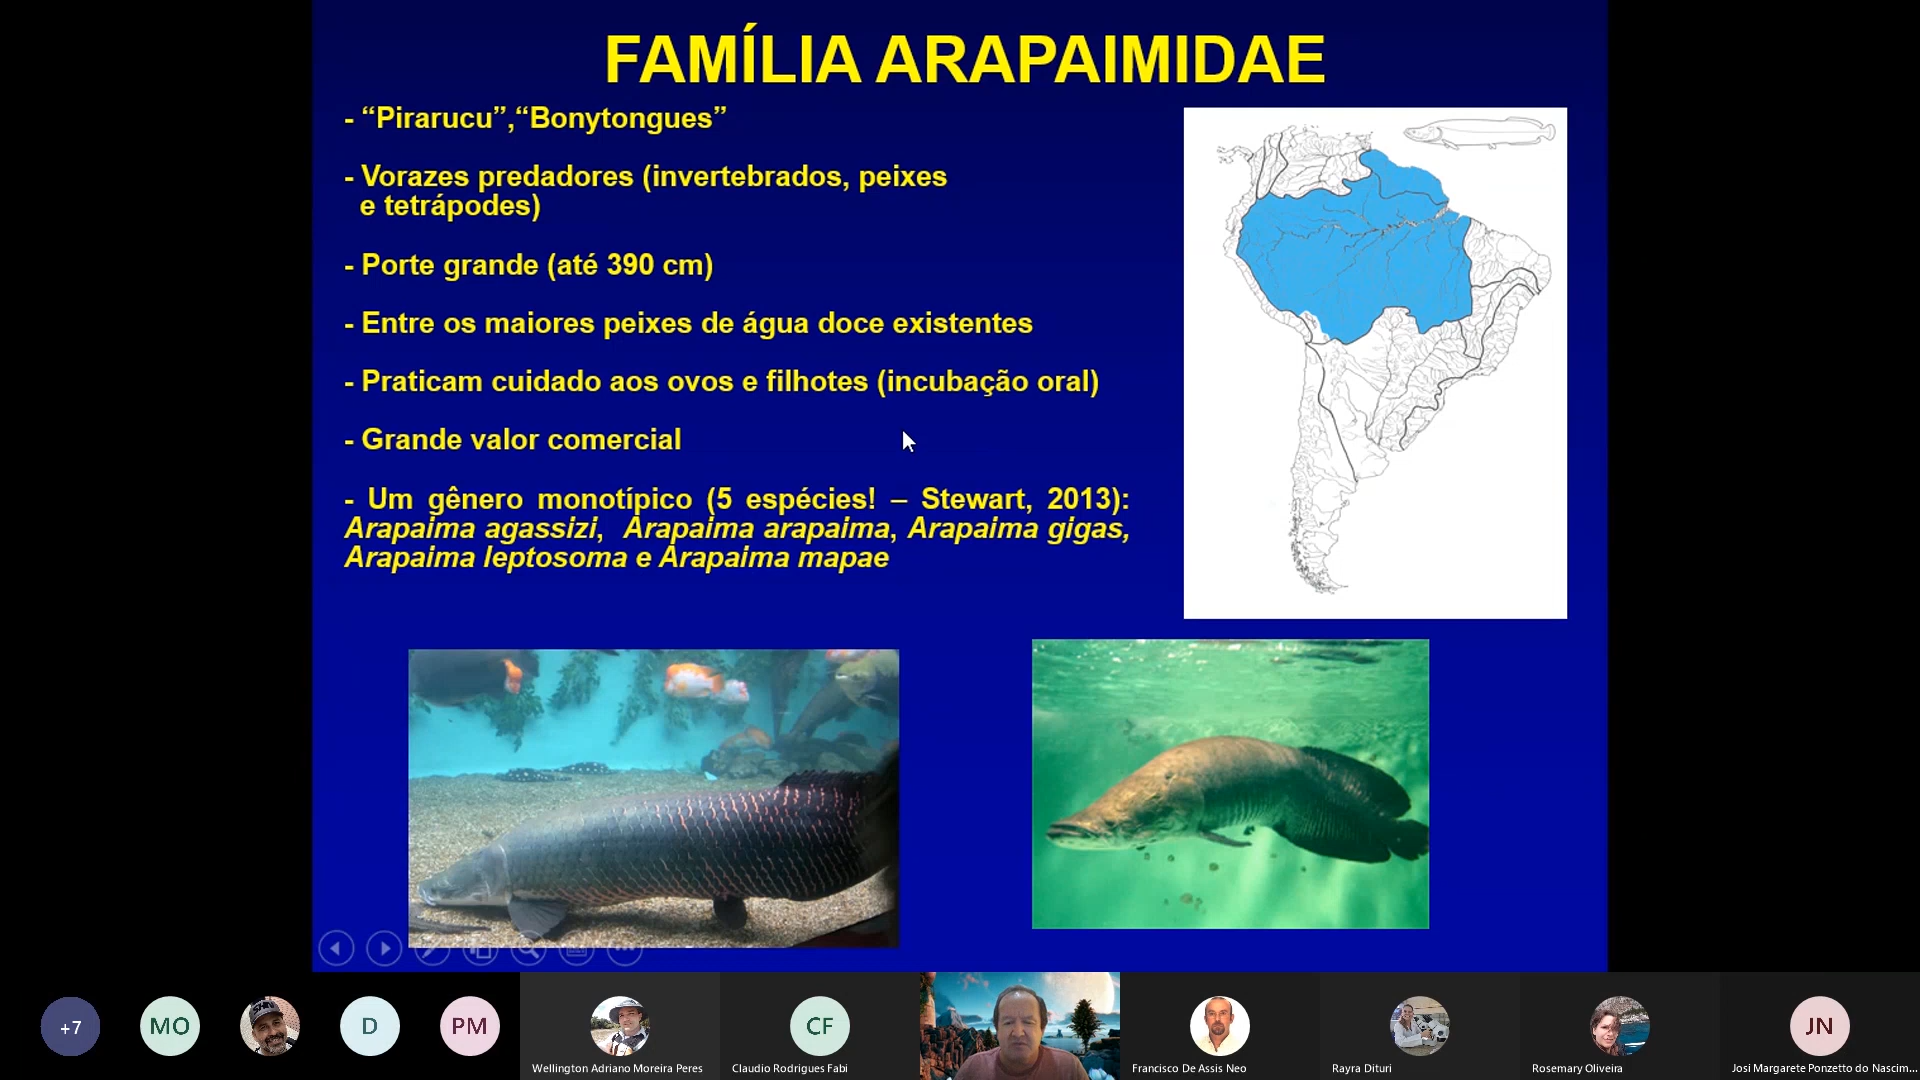 FAMÍLIA ARAPAIMIDAE
- “Pirarucu”,“Bonytongues”
- Vorazes predadores (invertebrados, peixes
e tetrápodes)
- Porte grande (até 390 cm)
- Entre os maiores peixes de água doce existentes
- Praticam cuidado aos ovos e filhotes (incubação oral)
- Grande valor comercial
- Um gênero monotípico (5 espécies! – Stewart, 2013):
Arapaima agassizi, Arapaima arapaima, Arapaima gigas,
Arapaima leptosoma e Arapaima mapae
+7
MO
D
PM
Wellington Adriano Moreira Peres
CF
Claudio Rodrigues Fabi
Francisco De Assis Neo
Rayra Dituri
Rosemary Oliveira
JN
Josi Margarete Ponzetto do Nascim...